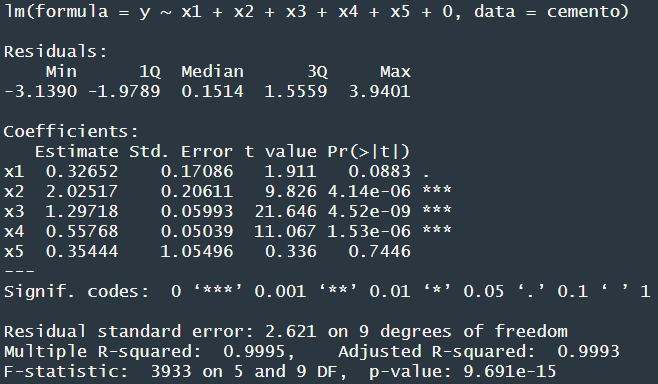 lm(formula = y ~ x1 + x2 + x3 + x4 + x5 + 0, data = cemento)

Residuals:
    Min      1Q  Median      3Q     Max
-3.1390 -1.9789  0.1514  1.5559  3.9401

Coefficients:
   Estimate Std. Error t value Pr(>|t|)
x1  0.32652    0.17086   1.911   0.0883 .
x2  2.02517    0.20611   9.826 4.14e-06 ***
x3  1.29718    0.05993  21.646 4.52e-09 ***
x4  0.55768    0.05039  11.067 1.53e-06 ***
x5  0.35444    1.05496   0.336   0.7446
---
Signif. codes:  0 ‘***’ 0.001 ‘**’ 0.01 ‘*’ 0.05 ‘.’ 0.1 ‘ ’ 1

Residual standard error: 2.621 on 9 degrees of freedom
Multiple R-squared:  0.9995,	Adjusted R-squared:  0.9993
F-statistic:  3933 on 5 and 9 DF,  p-value: 9.691e-15